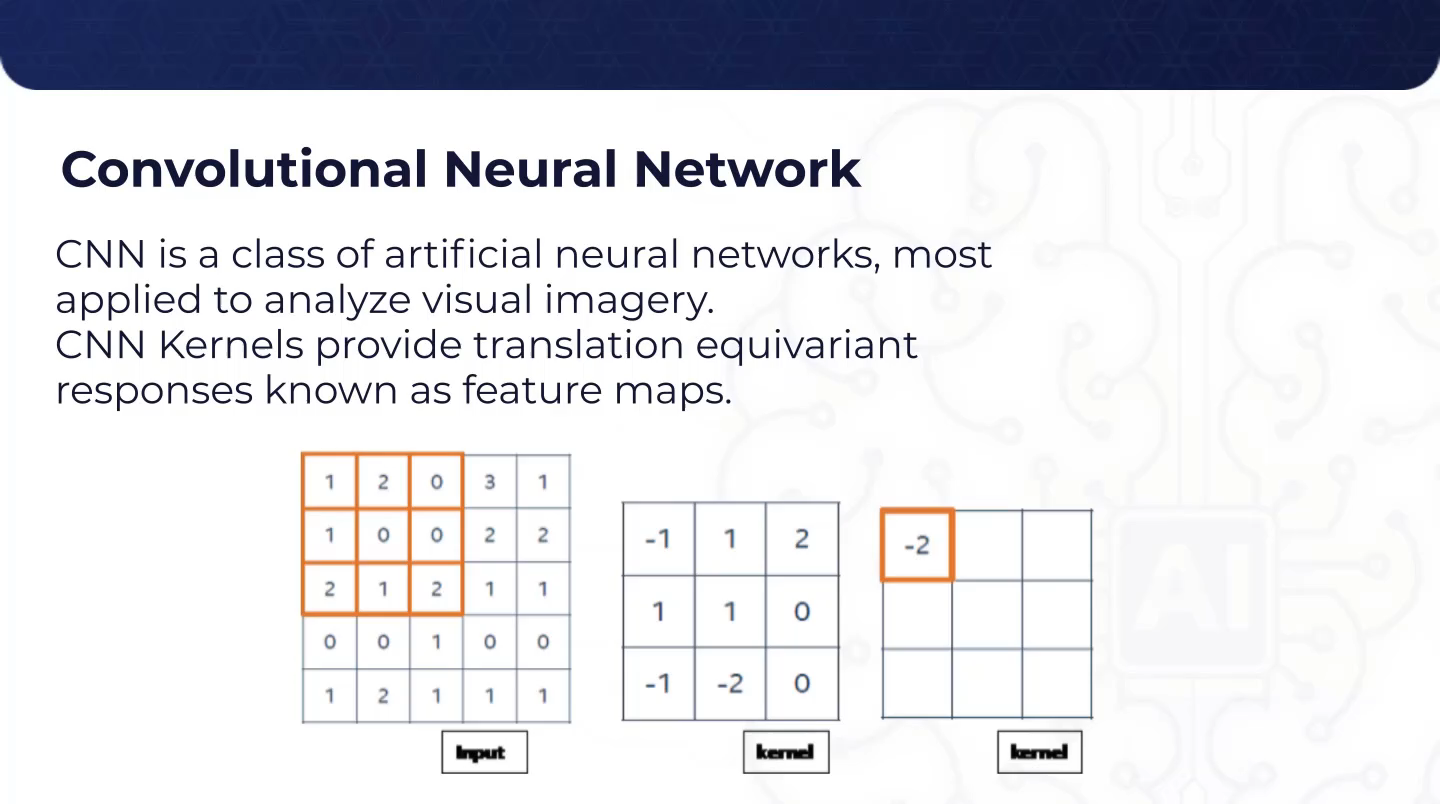 Convolutional Neural Network
CNN is a class of artificial neural networks, most
applied to analyze visual imagery.
CNN Kernels provide translation equivariant
responses known as feature maps.
1 2 0 3 1
1 0 0 2 2
2 1 2 1 1
0 0 1 0 0
1 2 1 1 1
Input
-1 1 2
1 1 0
-1 -2 0
kernel
-2
kernel
AI